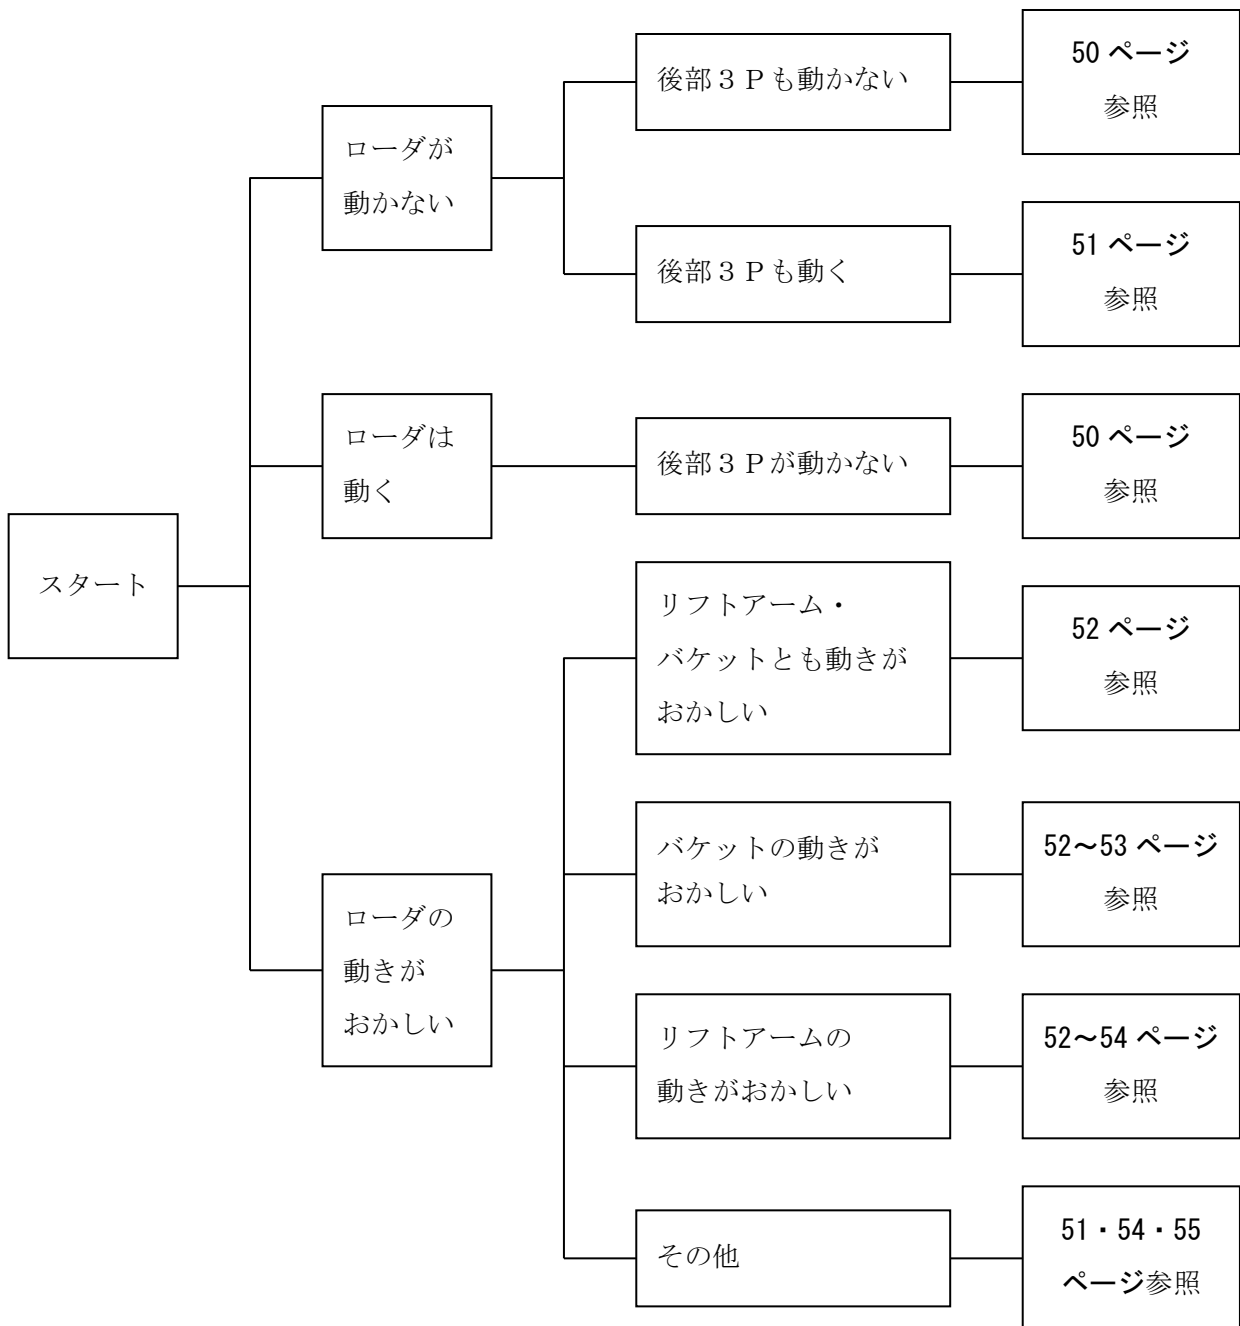 スタート
ローダが
動かない
後部３Ｐも動かない
50 ページ
参照
後部３Ｐも動く
51 ページ
参照
ローダは
動く
後部３Ｐが動かない
50 ページ
参照
ローダの
動きが
おかしい
リフトアーム・
バケットとも動きが
おかしい
52 ページ
参照
バケットの動きが
おかしい
52～53 ページ
参照
リフトアームの
動きがおかしい
52～54 ページ
参照
その他
51・54・55
ページ参照